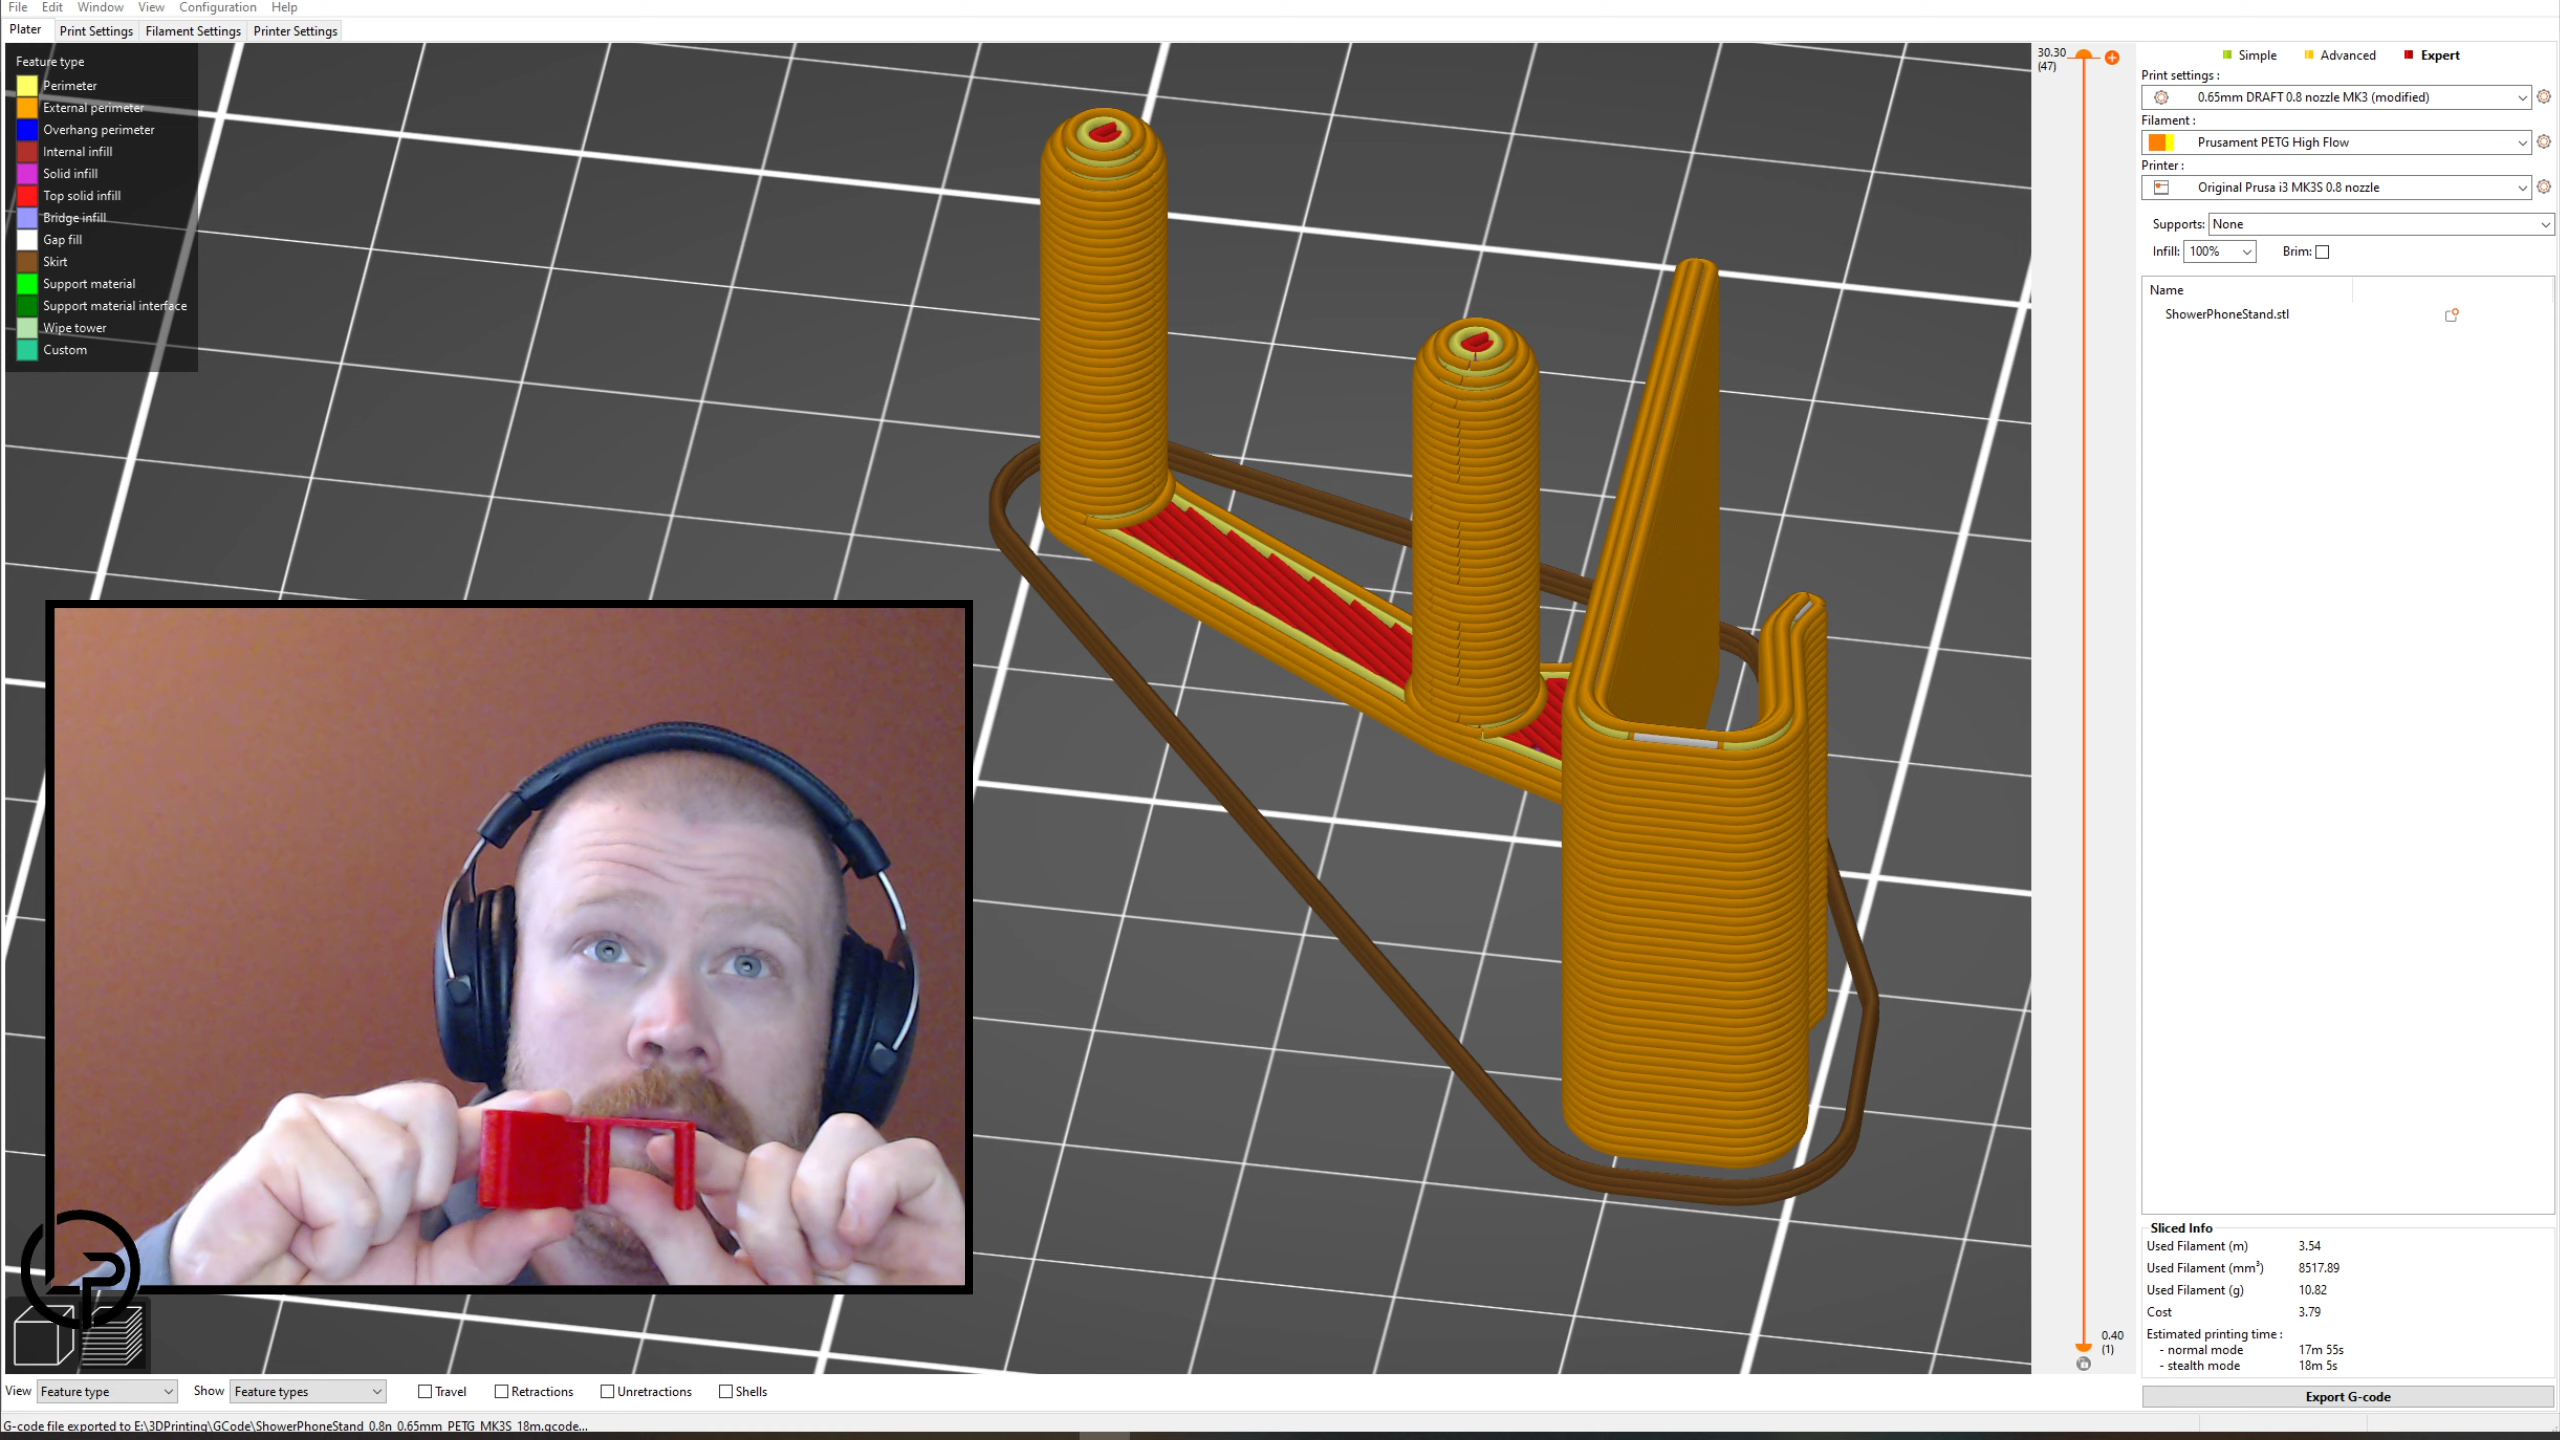 File Edit Window View Configuration Help
Plater Print Settings Filament Settings Printer Settings
Feature type
Perimeter
External perimeter
Overhang perimeter
Internal infill
Solid infill
Top solid infill
Bridge infill
Gap fill
Skirt
Support material
Support material interface
Wipe tower
Custom
30.30
(47)
Simple Advanced Expert
Print settings :
0.65mm DRAFT 0.8 nozzle MK3 (modified)
Filament :
Prusament PETG High Flow
Printer :
Original Prusa i3 MK3S 0.8 nozzle
Supports: None
Infill: 100% Brim:
Name
ShowerPhoneStand.stl
Sliced Info
Used Filament (m) 3.54
Used Filament (mm³) 8517.89
Used Filament (g) 10.82
Cost 3.79
Estimated printing time :
- normal mode 17m 55s
- stealth mode 18m 5s
Export G-code
0.40
(1)
View Feature type Show Feature types Travel Retractions Unretractions Shells
G-code file exported to E:\3DPrinting\GCode\ShowerPhoneStand_0.8n_0.65mm_PETG_MK3S_18m.gcode...